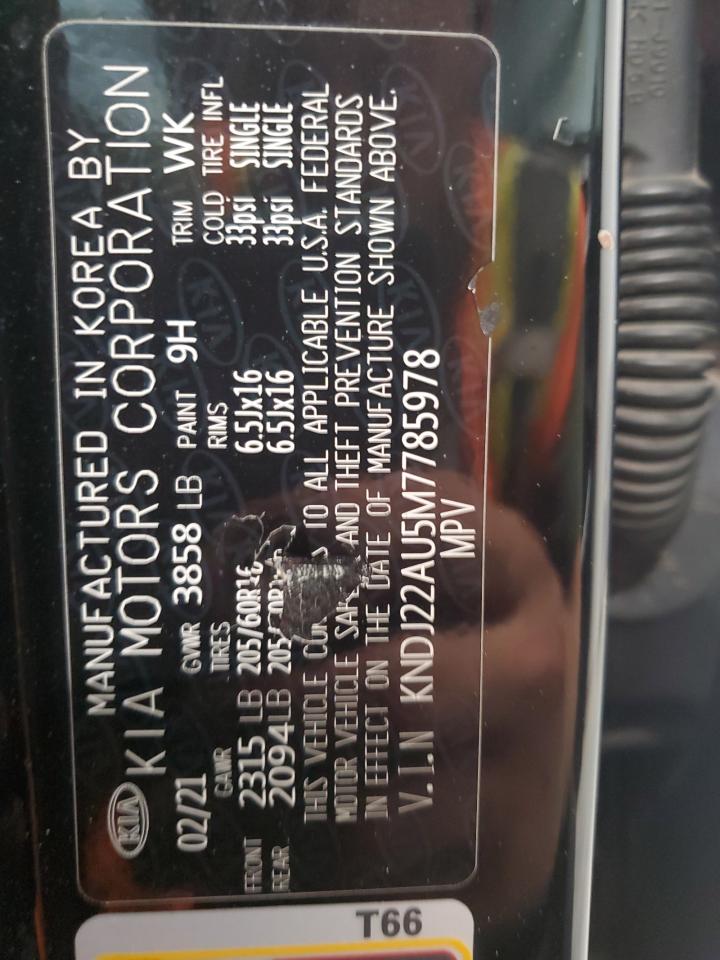 KIA MANUFACTURED IN KOREA BY
KIA MOTORS CORPORATION
02/21 GVWR 3858 LB PAINT 9H TRIM WK
GAWR TIRES RIMS COLD TIRE INFL
FRONT 2315 LB 205/60R16 6.5Jx16 33psi SINGLE
REAR 2094LB 6.5Jx16 33psi SINGLE
THIS VEHICLE TO ALL APPLICABLE U.S.A. FEDERAL
MOTOR VEHICLE AND THEFT PREVENTION STANDARDS
IN EFFECT ON THE DATE OF MANUFACTURE SHOWN ABOVE.
V.I.N KNDJ22AU5M7785978
MPV
T66